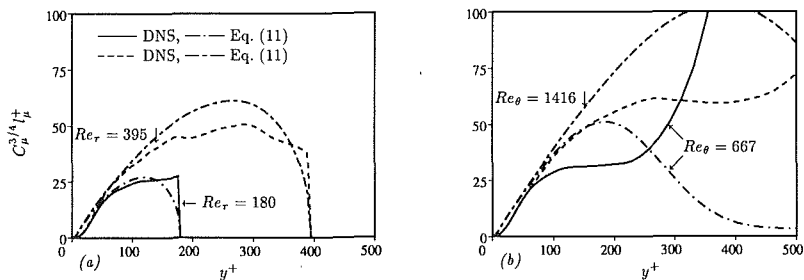 100
75
50
25
0
C_μ^{3/4} l_μ^+
DNS, Eq. (11)
DNS, Eq. (11)
Re_τ = 395
Re_τ = 180
(a)
0 100 200 300 400 500
y^+
100
75
50
25
0
Re_θ = 1416
Re_θ = 667
(b)
0 100 200 300 400 500
y^+